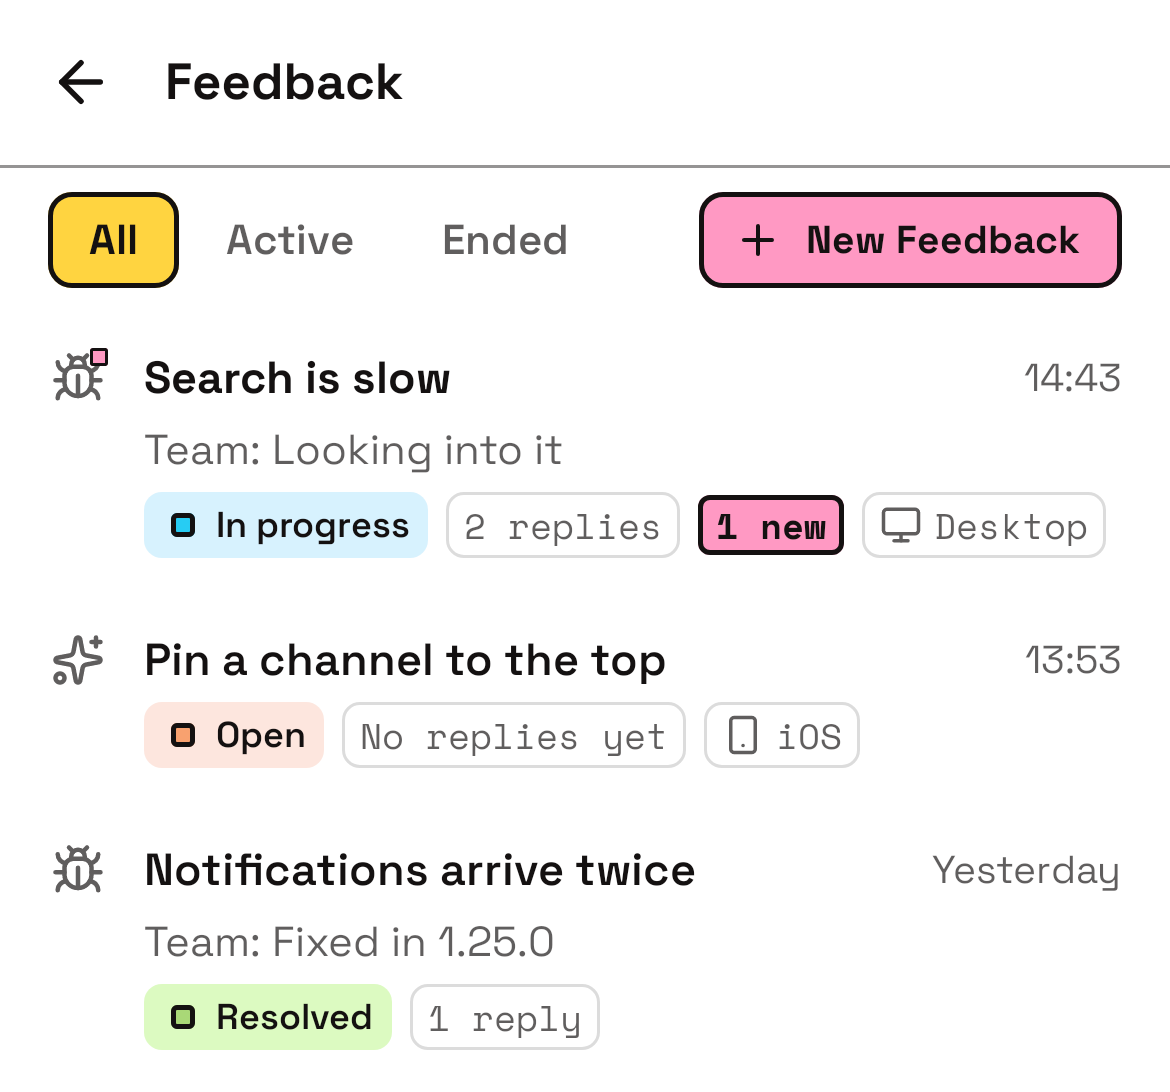 Feedback
All Active Ended + New Feedback
Search is slow 14:43
Team: Looking into it
In progress 2 replies 1 new Desktop
Pin a channel to the top 13:53
Open No replies yet iOS
Notifications arrive twice Yesterday
Team: Fixed in 1.25.0
Resolved 1 reply